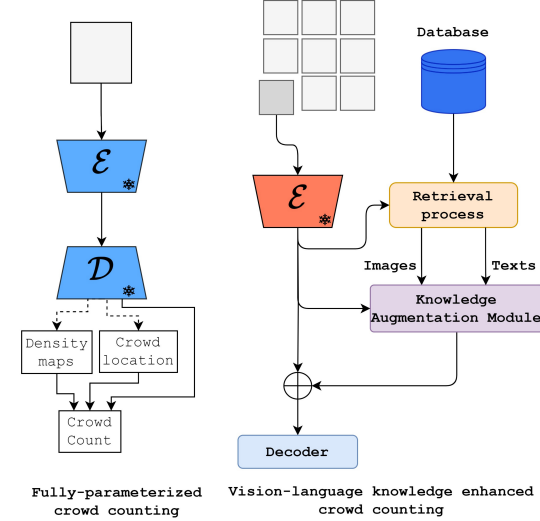 Database
ℰ
ℰ
Retrieval
process
𝒟
Images
Texts
Knowledge
Augmentation Module
Density
maps
Crowd
location
Crowd
Count
Decoder
Fully-parameterized
crowd counting
Vision-language knowledge enhanced
crowd counting